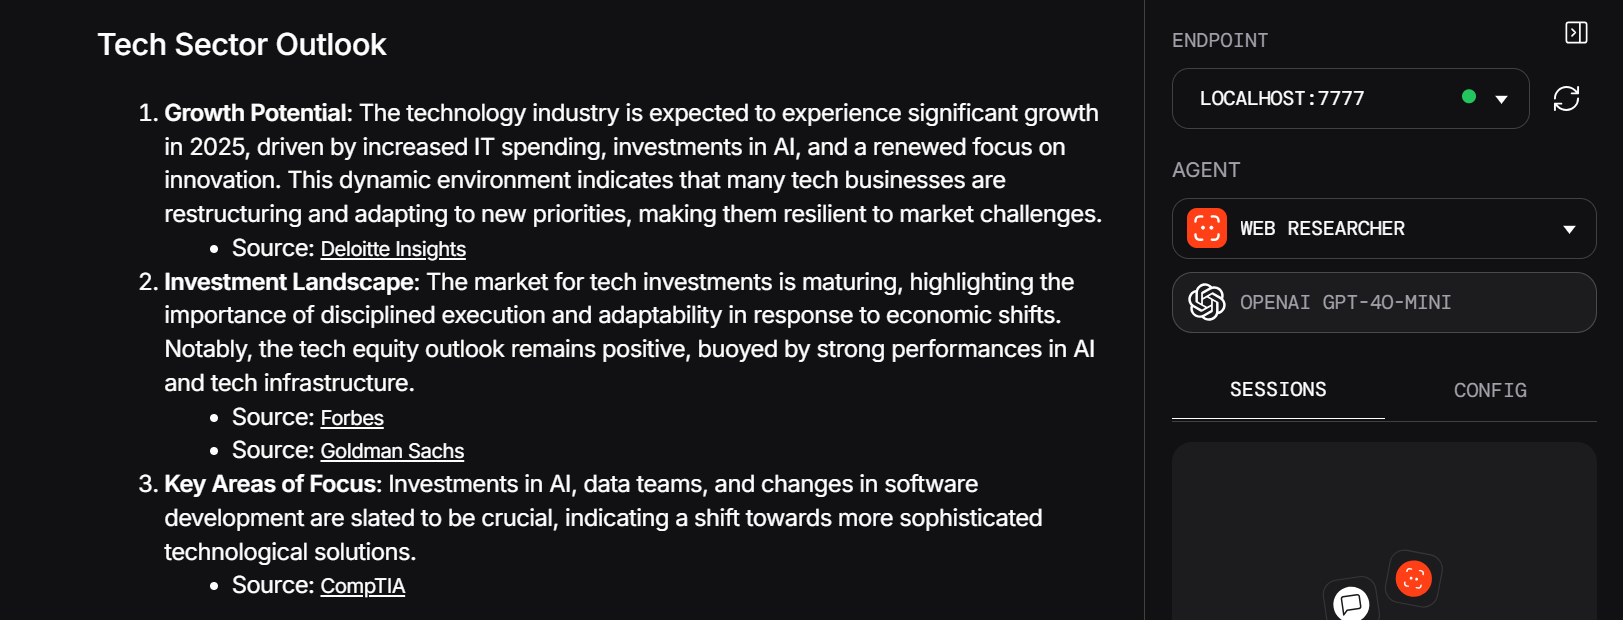 Tech Sector Outlook
1. Growth Potential: The technology industry is expected to experience significant growth
in 2025, driven by increased IT spending, investments in AI, and a renewed focus on
innovation. This dynamic environment indicates that many tech businesses are
restructuring and adapting to new priorities, making them resilient to market challenges.
• Source: Deloitte Insights
2. Investment Landscape: The market for tech investments is maturing, highlighting the
importance of disciplined execution and adaptability in response to economic shifts.
Notably, the tech equity outlook remains positive, buoyed by strong performances in AI
and tech infrastructure.
• Source: Forbes
• Source: Goldman Sachs
3. Key Areas of Focus: Investments in AI, data teams, and changes in software
development are slated to be crucial, indicating a shift towards more sophisticated
technological solutions.
• Source: CompTIA
ENDPOINT
LOCALHOST:7777
AGENT
WEB RESEARCHER
OPENAI GPT-4O-MINI
SESSIONS
CONFIG